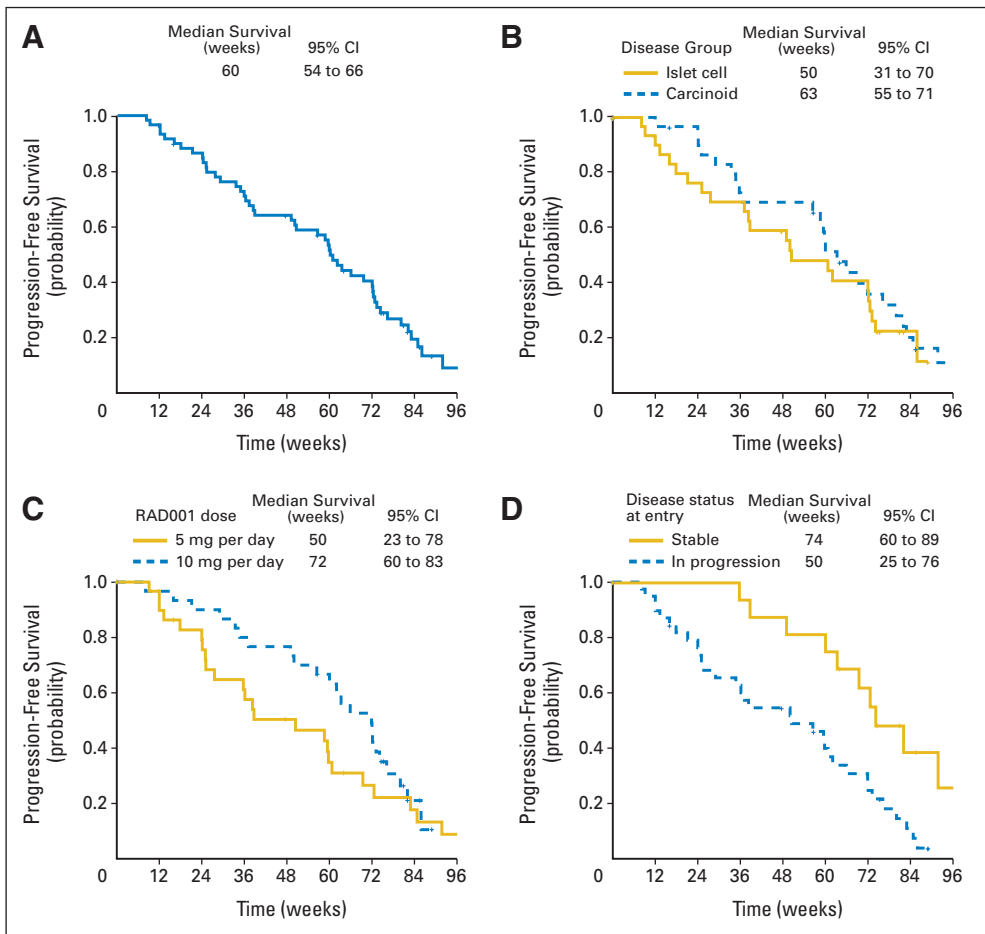 A
Median Survival
(weeks) 95% CI
60 54 to 66
Progression-Free Survival
(probability)
1.0
0.8
0.6
0.4
0.2
0 12 24 36 48 60 72 84 96
Time (weeks)
B
Disease Group Median Survival
(weeks) 95% CI
Islet cell 50 31 to 70
Carcinoid 63 55 to 71
Progression-Free Survival
(probability)
1.0
0.8
0.6
0.4
0.2
0 12 24 36 48 60 72 84 96
Time (weeks)
C
RAD001 dose Median Survival
(weeks) 95% CI
5 mg per day 50 23 to 78
10 mg per day 72 60 to 83
Progression-Free Survival
(probability)
1.0
0.8
0.6
0.4
0.2
0 12 24 36 48 60 72 84 96
Time (weeks)
D
Disease status Median Survival
at entry (weeks) 95% CI
Stable 74 60 to 89
In progression 50 25 to 76
Progression-Free Survival
(probability)
1.0
0.8
0.6
0.4
0.2
0 12 24 36 48 60 72 84 96
Time (weeks)